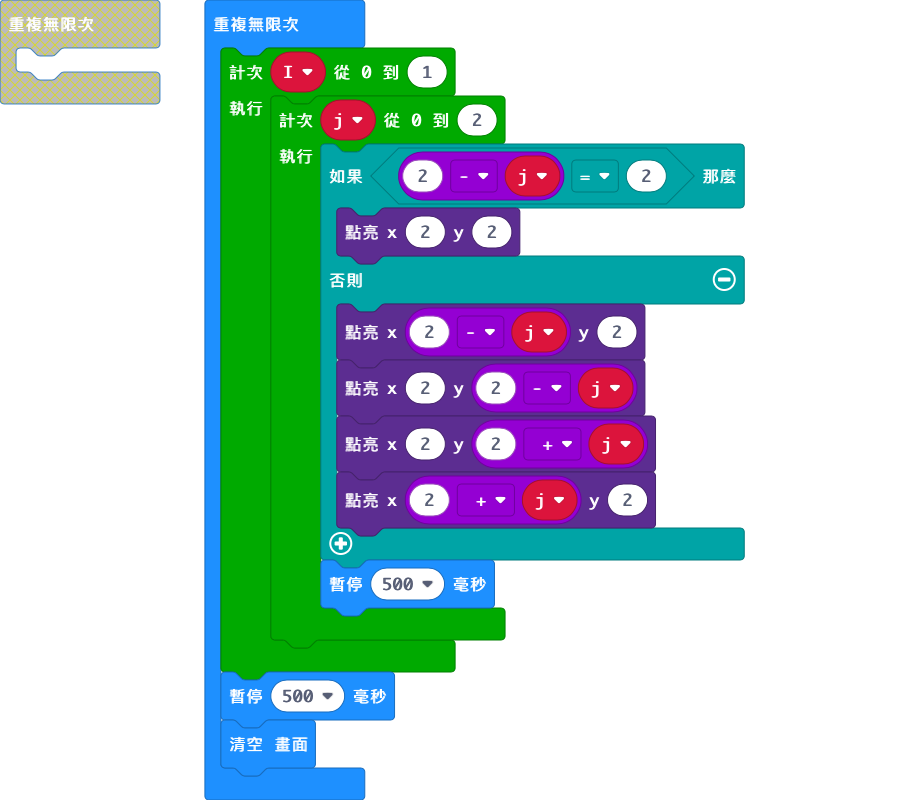 重複無限次
重複無限次
計次 I 從 0 到 1
執行
計次 j 從 0 到 2
執行
如果 2 - j = 2 那麼
點亮 x 2 y 2
否則
點亮 x 2 - j y 2
點亮 x 2 y 2 - j
點亮 x 2 y 2 + j
點亮 x 2 + j y 2
暫停 500 毫秒
暫停 500 毫秒
清空 畫面